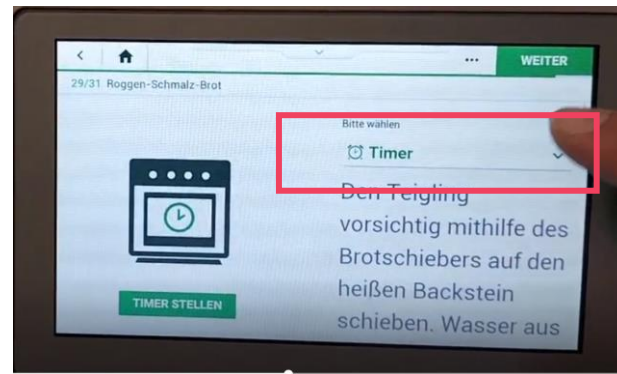 WEITER
29/31 Roggen-Schmalz-Brot
Bitte wählen
Timer
Den Teigling
vorsichtig mithilfe des
Brotschiebers auf den
heißen Backstein
schieben. Wasser aus
TIMER STELLEN